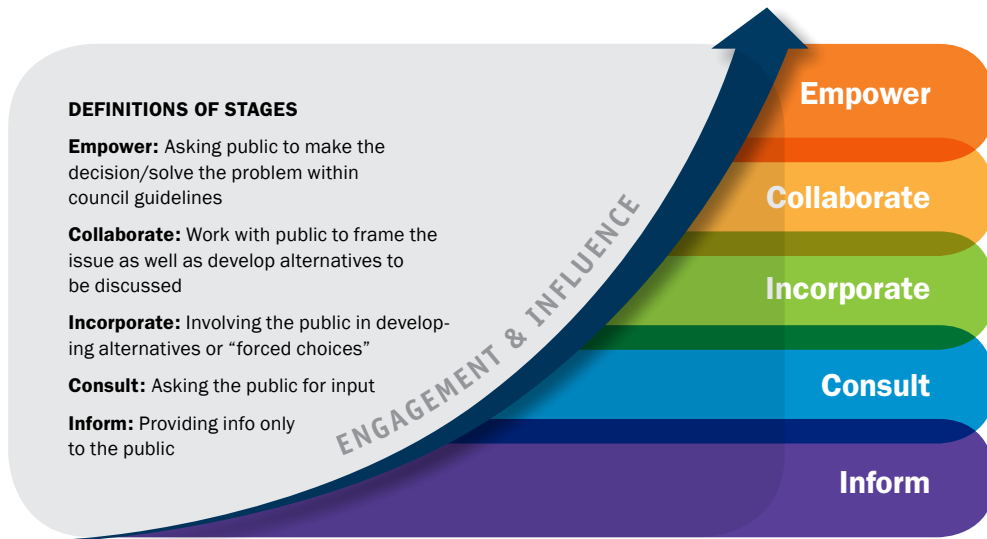 DEFINITIONS OF STAGES
Empower: Asking public to make the
decision/solve the problem within
council guidelines
Collaborate: Work with public to frame the
issue as well as develop alternatives to
be discussed
Incorporate: Involving the public in develop-
ing alternatives or “forced choices”
Consult: Asking the public for input
Inform: Providing info only
to the public
ENGAGEMENT & INFLUENCE
Empower
Collaborate
Incorporate
Consult
Inform